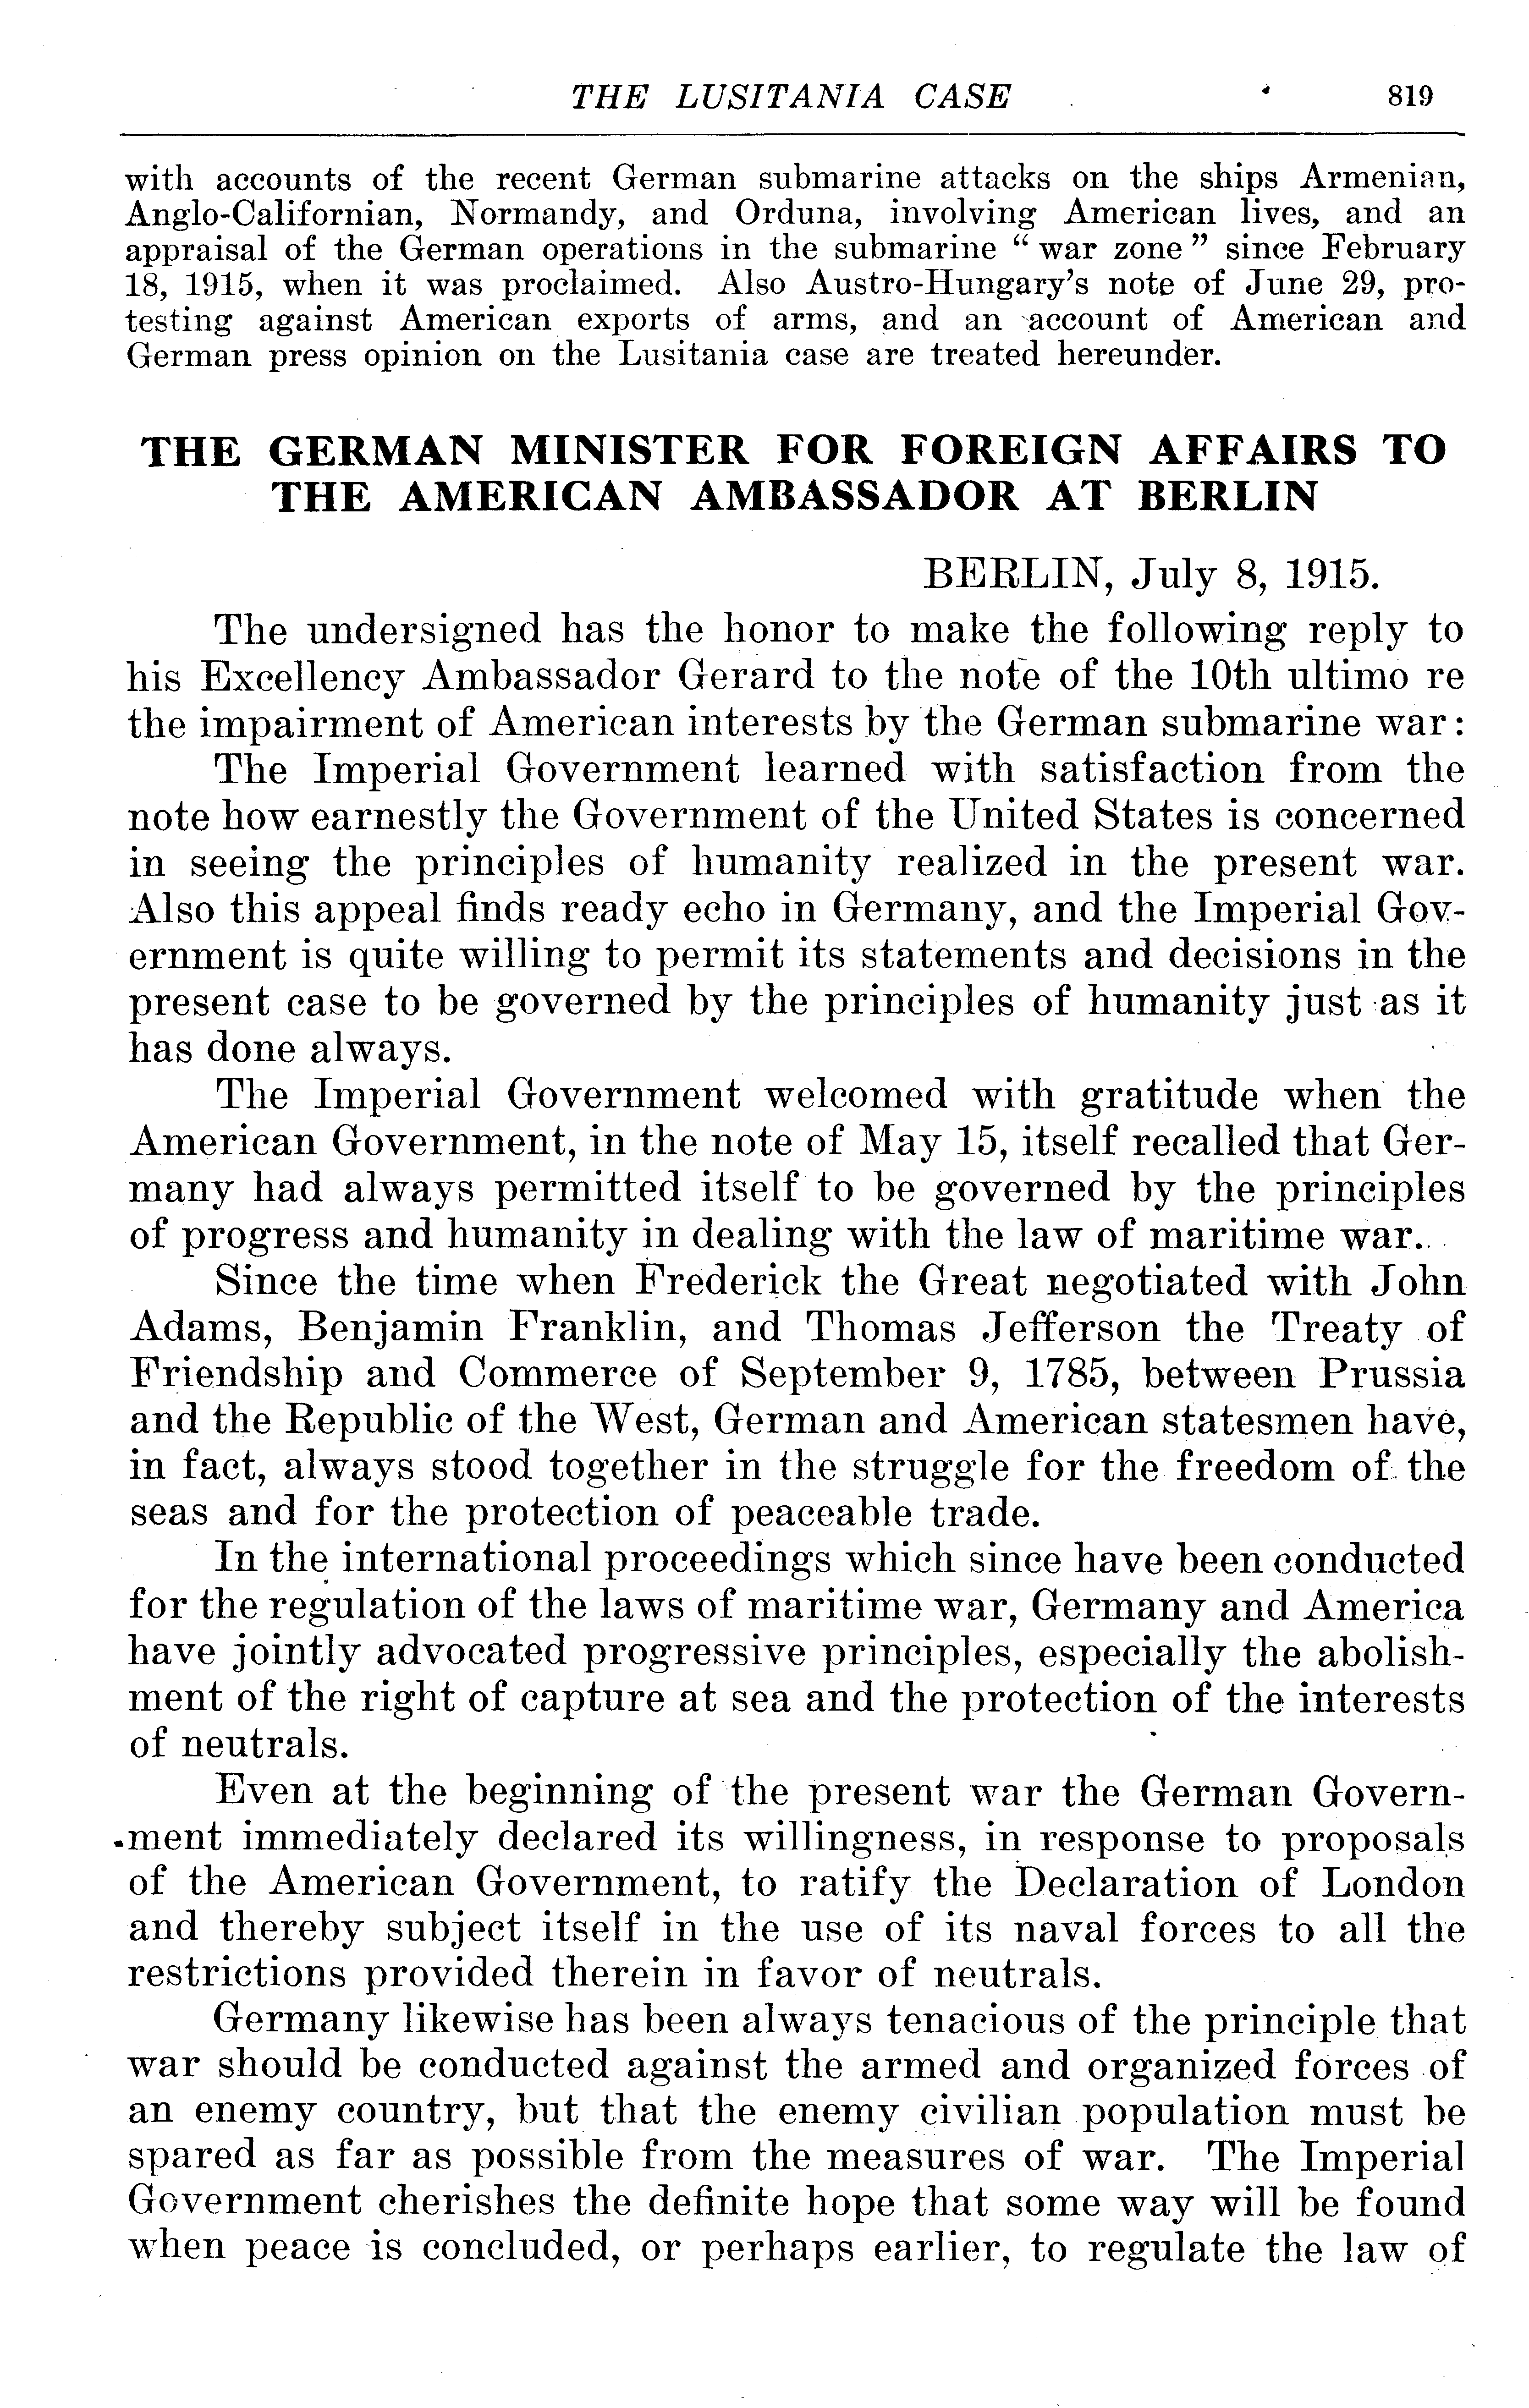 THE LUSITANIA CASE 819
with accounts of the recent German submarine attacks on the ships Armenian,
Anglo-Californian, Normandy, and Orduna, involving American lives, and an
appraisal of the German operations in the submarine “ war zone ” since February
18, 1915, when it was proclaimed. Also Austro-Hungary's note of June 29, pro-
testing against American exports of arms, and an account of American and
German press opinion on the Lusitania case are treated hereunder.
THE GERMAN MINISTER FOR FOREIGN AFFAIRS TO
THE AMERICAN AMBASSADOR AT BERLIN
BERLIN, July 8, 1915.
The undersigned has the honor to make the following reply to
his Excellency Ambassador Gerard to the note of the 10th ultimo re
the impairment of American interests by the German submarine war:
The Imperial Government learned with satisfaction from the
note how earnestly the Government of the United States is concerned
in seeing the principles of humanity realized in the present war.
Also this appeal finds ready echo in Germany, and the Imperial Gov-
ernment is quite willing to permit its statements and decisions in the
present case to be governed by the principles of humanity just as it
has done always.
The Imperial Government welcomed with gratitude when the
American Government, in the note of May 15, itself recalled that Ger-
many had always permitted itself to be governed by the principles
of progress and humanity in dealing with the law of maritime war.
Since the time when Frederick the Great negotiated with John
Adams, Benjamin Franklin, and Thomas Jefferson the Treaty of
Friendship and Commerce of September 9, 1785, between Prussia
and the Republic of the West, German and American statesmen have,
in fact, always stood together in the struggle for the freedom of the
seas and for the protection of peaceable trade.
In the international proceedings which since have been conducted
for the regulation of the laws of maritime war, Germany and America
have jointly advocated progressive principles, especially the abolish-
ment of the right of capture at sea and the protection of the interests
of neutrals.
Even at the beginning of the present war the German Govern-
ment immediately declared its willingness, in response to proposals
of the American Government, to ratify the Declaration of London
and thereby subject itself in the use of its naval forces to all the
restrictions provided therein in favor of neutrals.
Germany likewise has been always tenacious of the principle that
war should be conducted against the armed and organized forces of
an enemy country, but that the enemy civilian population must be
spared as far as possible from the measures of war. The Imperial
Government cherishes the definite hope that some way will be found
when peace is concluded, or perhaps earlier, to regulate the law of